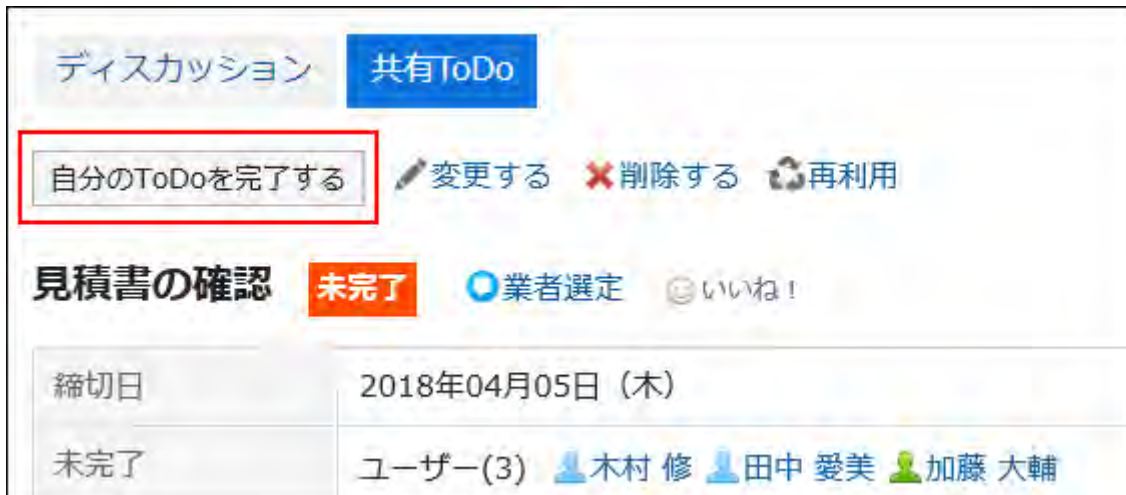 ディスカッション 共有ToDo
自分のToDoを完了する 変更する 削除する 再利用
見積書の確認 未完了 業者選定 いいね!
締切日 2018年04月05日(木)
未完了 ユーザー(3) 木村 修 田中 愛美 加藤 大輔